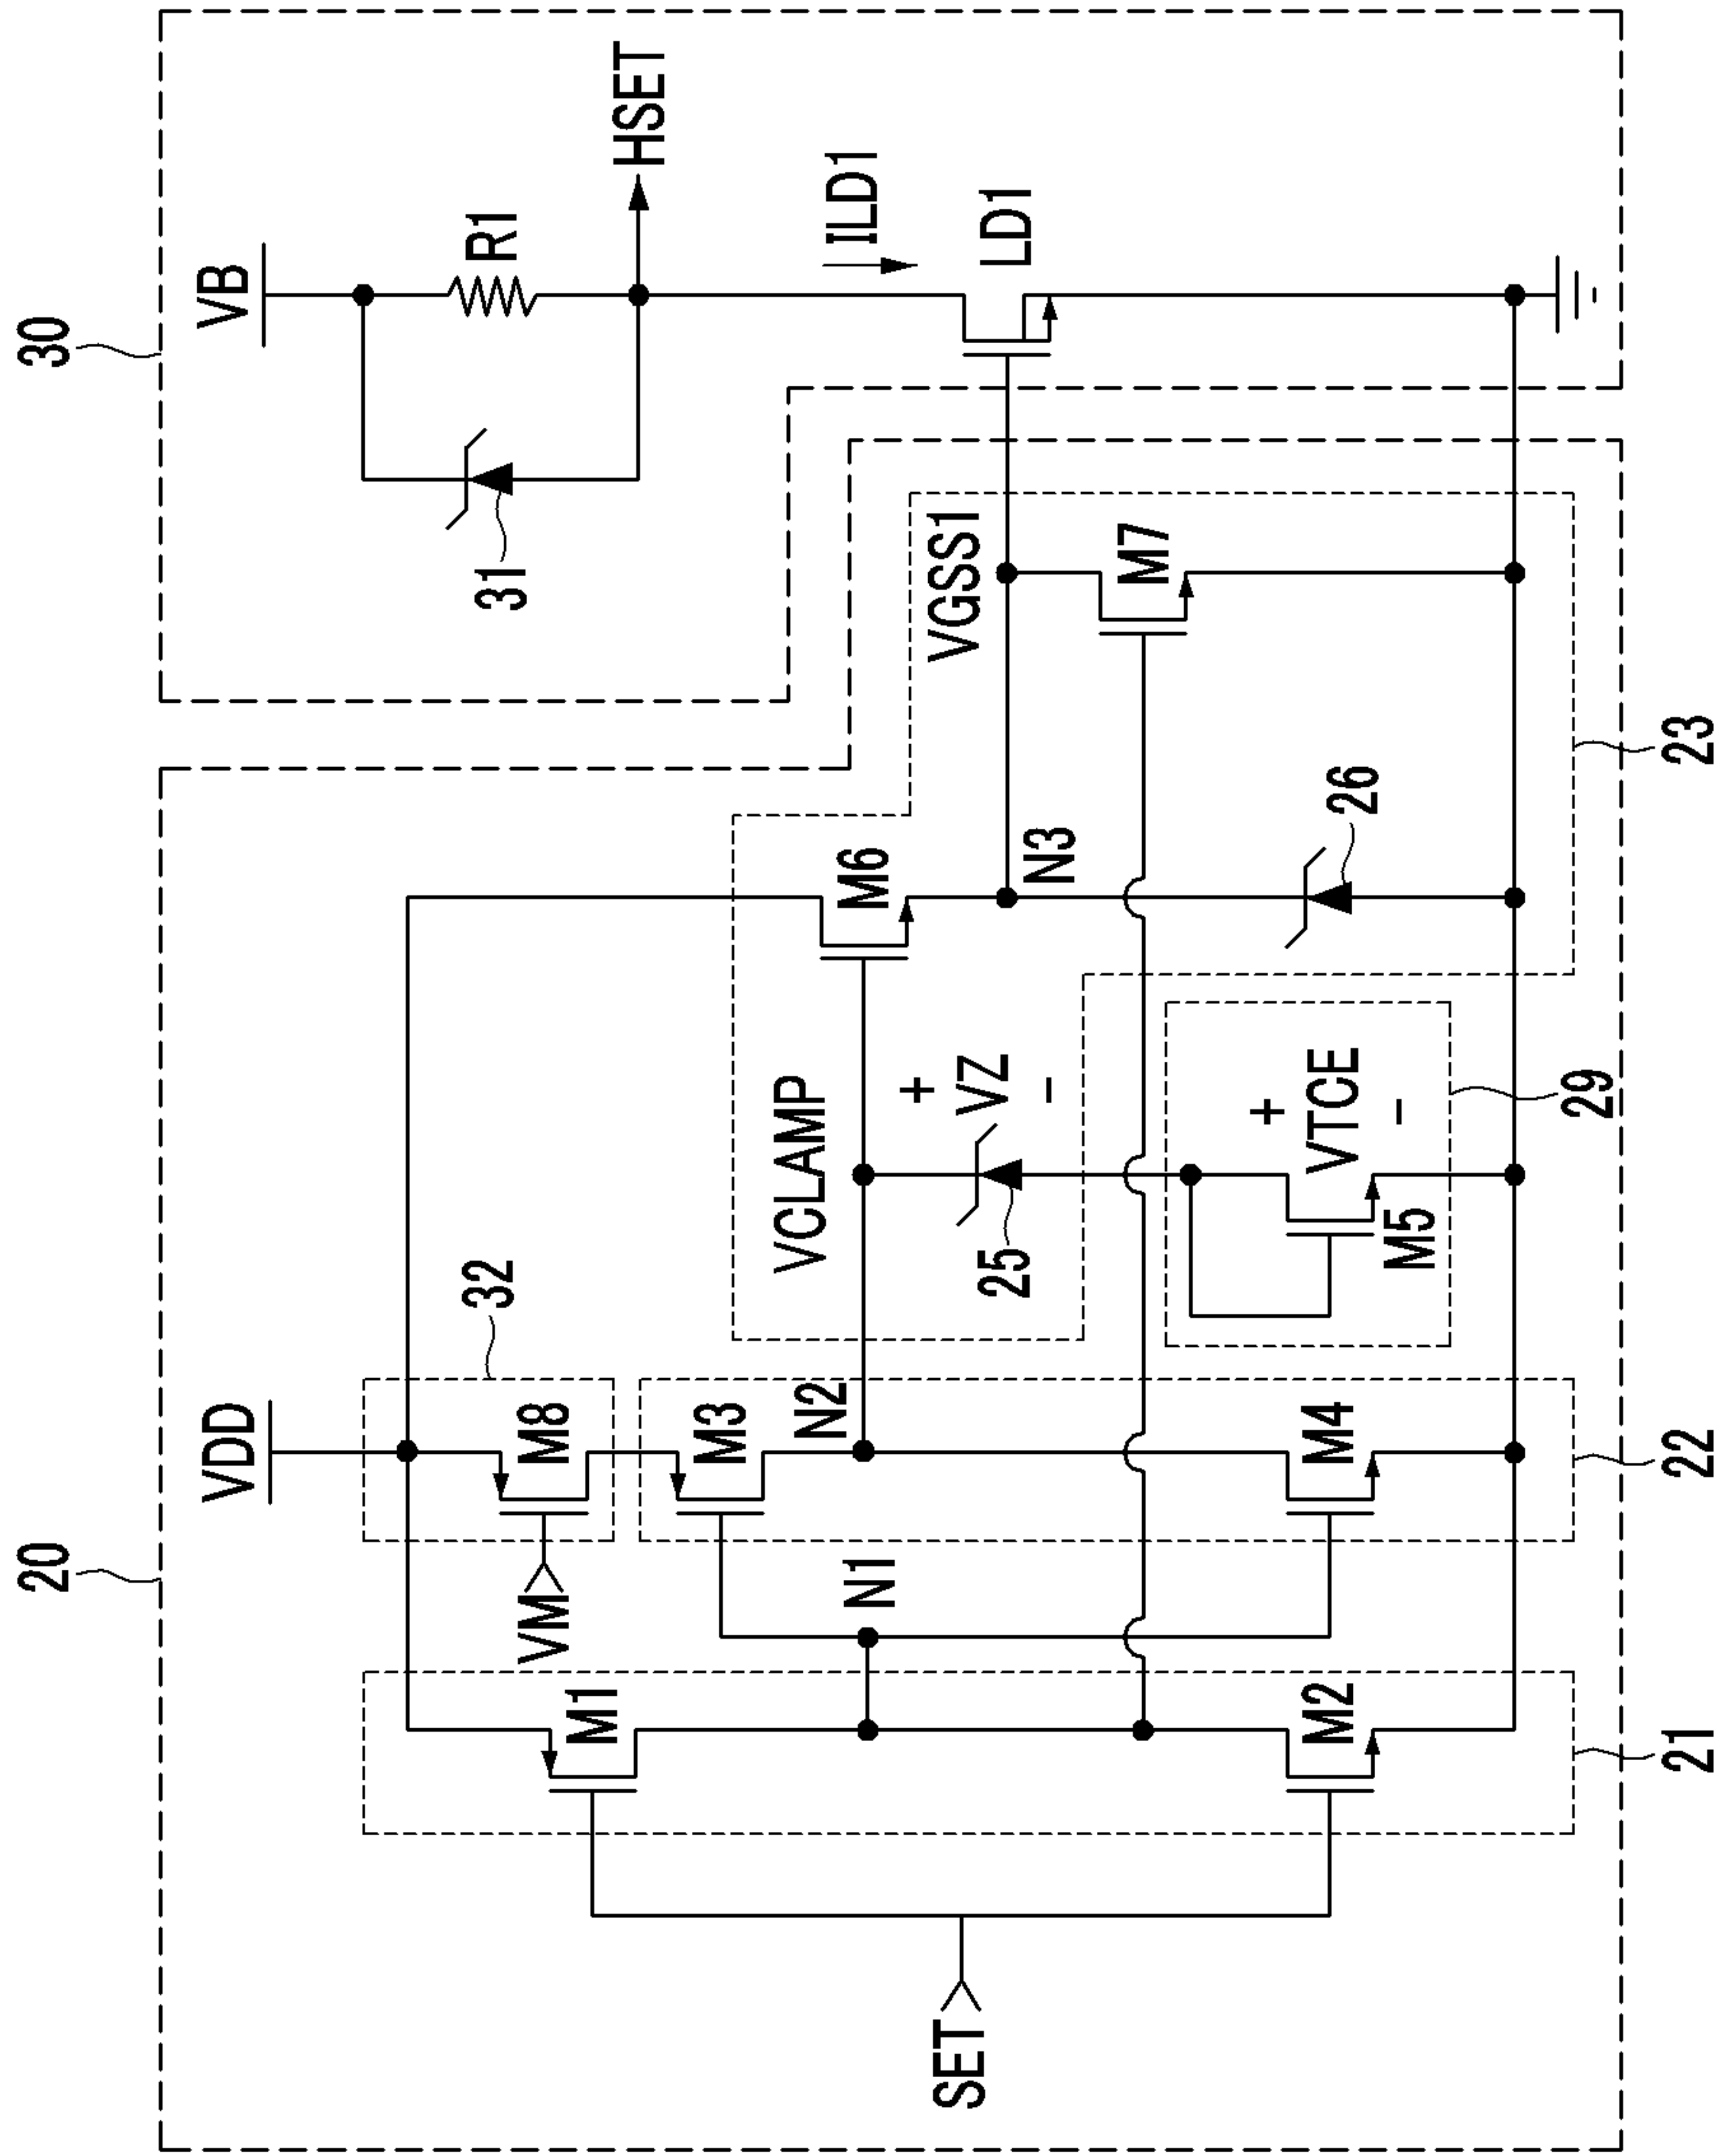 20
30
VDD
VB
32
31
R1
HSET
VM
M8
M1
M3
M6
ILD1
N1
N2
VCLAMP
VGSS1
LD1
SET
25
+
VZ
-
N3
M7
M2
M4
M5
+
VTCE
-
26
21
22
29
23